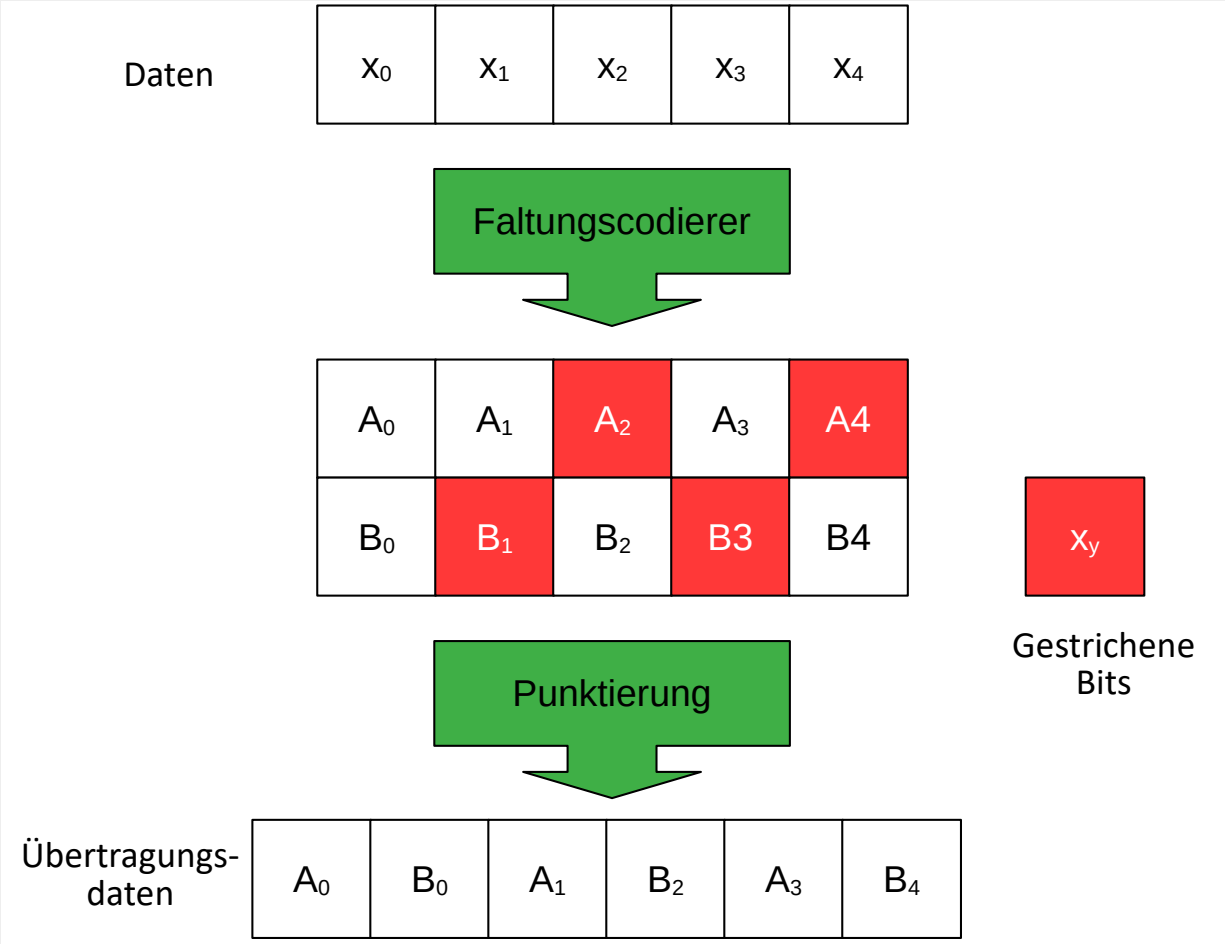 Daten x₀ x₁ x₂ x₃ x₄
Faltungscodierer
A₀ A₁ A₂ A₃ A4
B₀ B₁ B₂ B3 B4
x_y
Gestrichene
Bits
Punktierung
Übertragungs-
daten
A₀ B₀ A₁ B₂ A₃ B₄